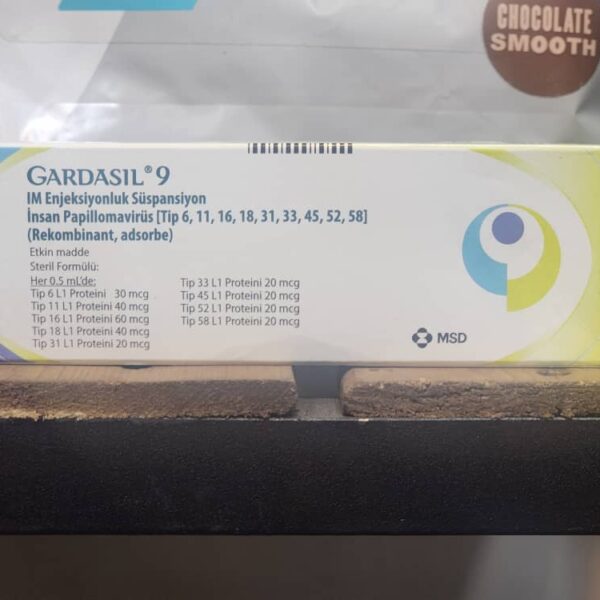 CHOCOLATE
SMOOTH
GARDASIL® 9
IM Enjeksiyonluk Süspansiyon
İnsan Papillomavirüs [Tip 6, 11, 16, 18, 31, 33, 45, 52, 58]
(Rekombinant, adsorbe)
Etkin madde
Steril Formülü:
Her 0.5 mL'de:
Tip 6 L1 Proteini 30 mcg
Tip 11 L1 Proteini 40 mcg
Tip 16 L1 Proteini 60 mcg
Tip 18 L1 Proteini 40 mcg
Tip 31 L1 Proteini 20 mcg
Tip 33 L1 Proteini 20 mcg
Tip 45 L1 Proteini 20 mcg
Tip 52 L1 Proteini 20 mcg
Tip 58 L1 Proteini 20 mcg
MSD